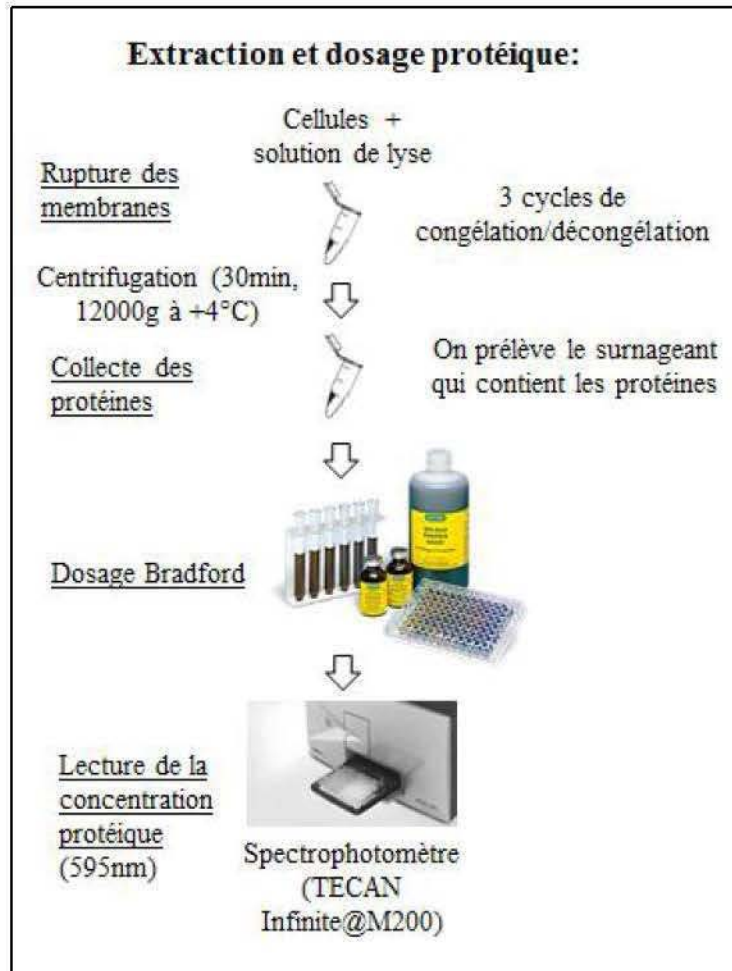 Extraction et dosage protéique:
Cellules +
solution de lyse
Rupture des
membranes
3 cycles de
congélation/décongélation
Centrifugation (30min,
12000g à +4°C)
Collecte des
protéines
On prélève le surnageant
qui contient les protéines
Dosage Bradford
Lecture de la
concentration
protéique
(595nm)
Spectrophotomètre
(TECAN
Infinite@M200)